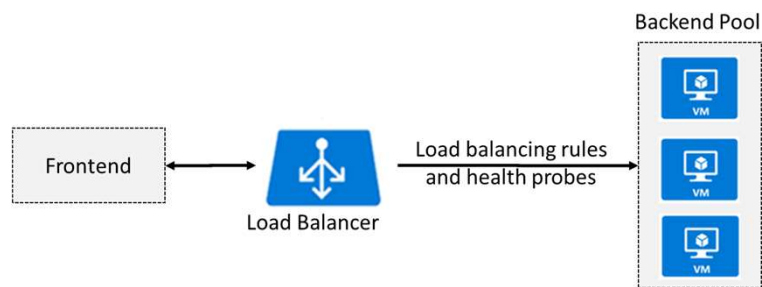 Backend Pool
VM
Frontend
Load balancing rules
and health probes
VM
Load Balancer
VM